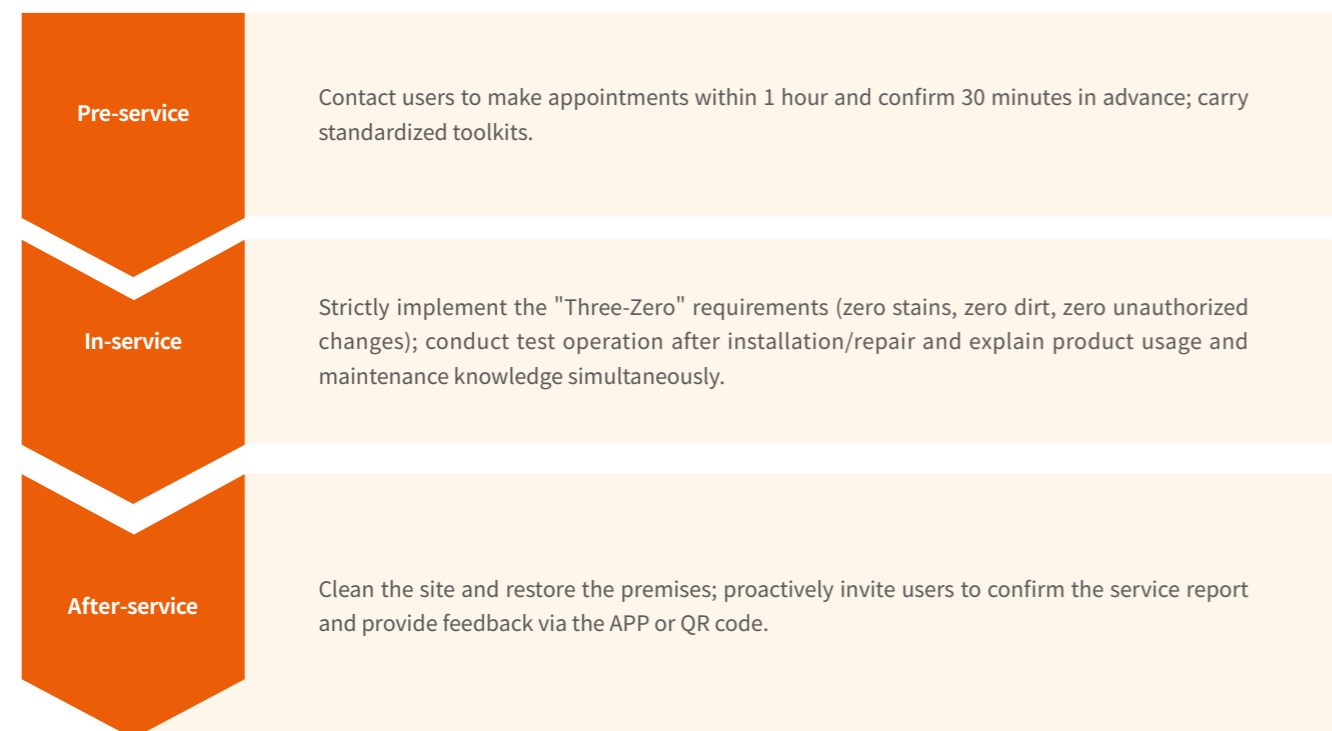 Pre-service
Contact users to make appointments within 1 hour and confirm 30 minutes in advance; carry
standardized toolkits.
In-service
Strictly implement the "Three-Zero" requirements (zero stains, zero dirt, zero unauthorized
changes); conduct test operation after installation/repair and explain product usage and
maintenance knowledge simultaneously.
After-service
Clean the site and restore the premises; proactively invite users to confirm the service report
and provide feedback via the APP or QR code.